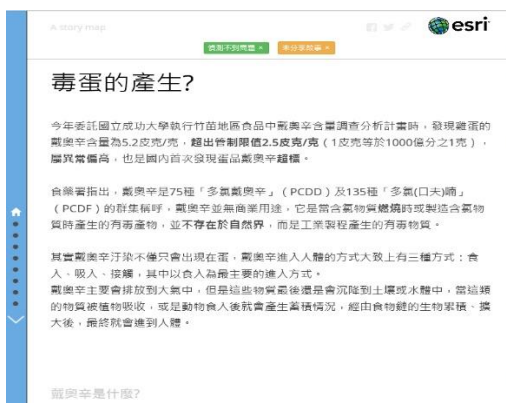 A story map
esri
偵測不到問題 ×
未分享故事 ×
毒蛋的產生?
今年委託國立成功大學執行竹苗地區食品中戴奧辛含量調查分析計畫時，發現雞蛋的
戴奧辛含量為5.2皮克/克，超出管制限值2.5皮克/克（1皮克等於1000億分之1克），
屬異常偏高，也是國內首次發現蛋品戴奧辛超標。
食藥署指出，戴奧辛是75種「多氯戴奧辛」（PCDD）及135種「多氯(口夫)喃」
（PCDF）的群集稱呼，戴奧辛並無商業用途，它是當含氯物質燃燒時或製造含氯物
質時產生的有毒產物，並不存在於自然界，而是工業製程產生的有毒物質。
其實戴奧辛汙染不僅只會出現在蛋，戴奧辛進入人體的方式大致上有三種方式：食
入、吸入、接觸，其中以食入為最主要的進入方式。
戴奧辛主要會排放到大氣中，但是這些物質最後還是會沉降到土壤或水體中，當這類
的物質被植物吸收，或是動物食入後就會產生蓄積情況，經由食物鏈的生物累積、擴
大後，最終就會進到人體。
戴奧辛是什麼?